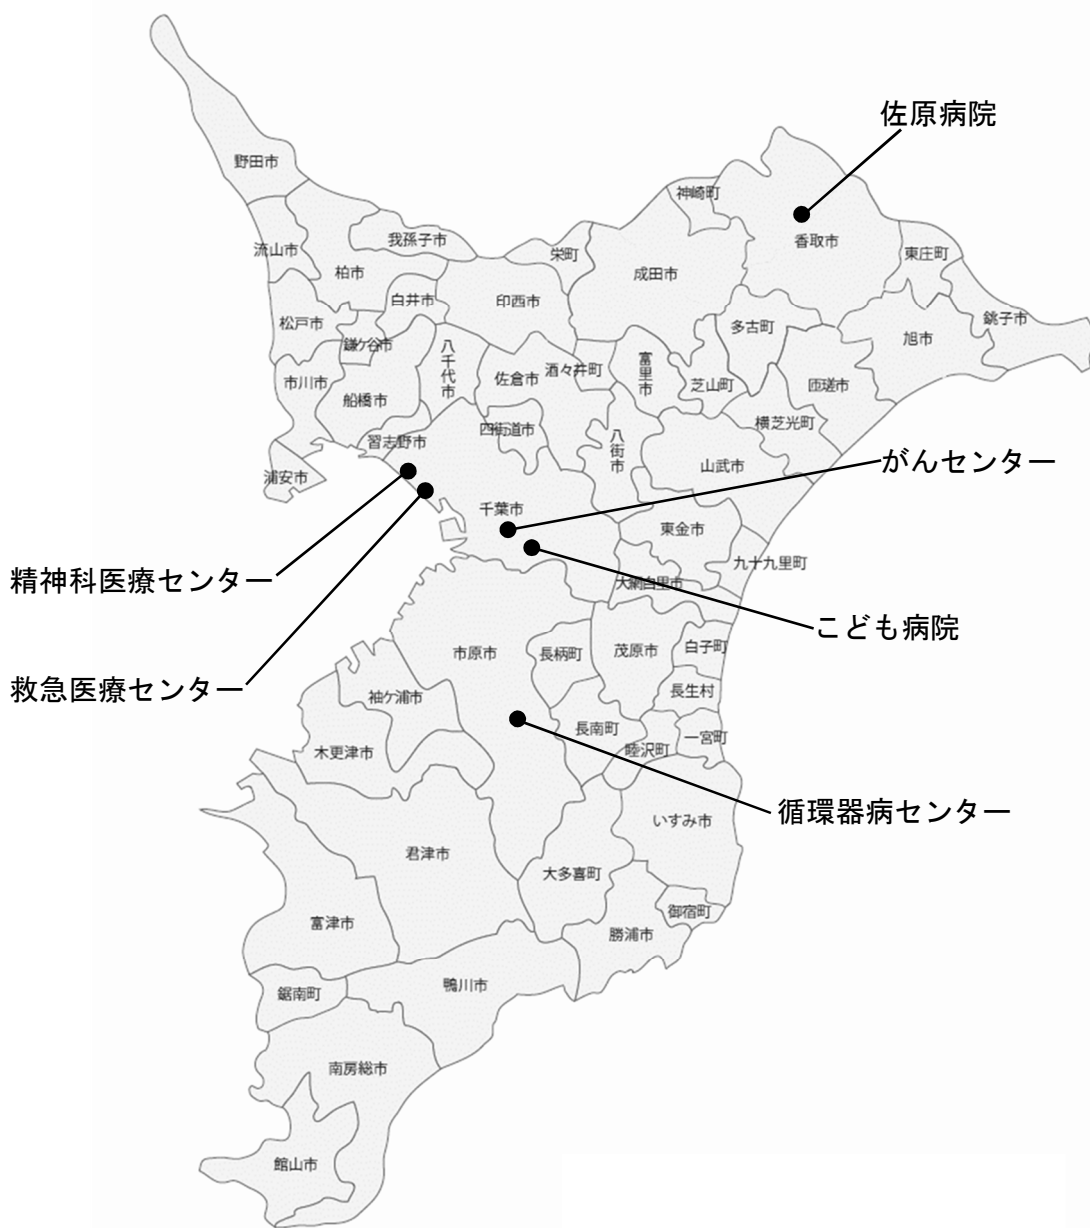 佐原病院
野田市
神崎町
香取市
我孫子市
流山市
栄町
東庄町
成田市
柏市
白井市
印西市
銚子市
松戸市
多古町
旭市
鎌ケ谷市
八千代市
富里市
酒々井町
佐倉市
市川市
芝山町
匝瑳市
船橋市
横芝光町
四街道市
習志野市
八街市
山武市
がんセンター
浦安市
千葉市
東金市
九十九里町
精神科医療センター
大網白里市
こども病院
市原市
長柄町
茂原市
白子町
救急医療センター
袖ケ浦市
長生村
長南町
一宮町
睦沢町
木更津市
循環器病センター
いすみ市
君津市
大多喜町
御宿町
富津市
勝浦市
鴨川市
鋸南町
南房総市
館山市